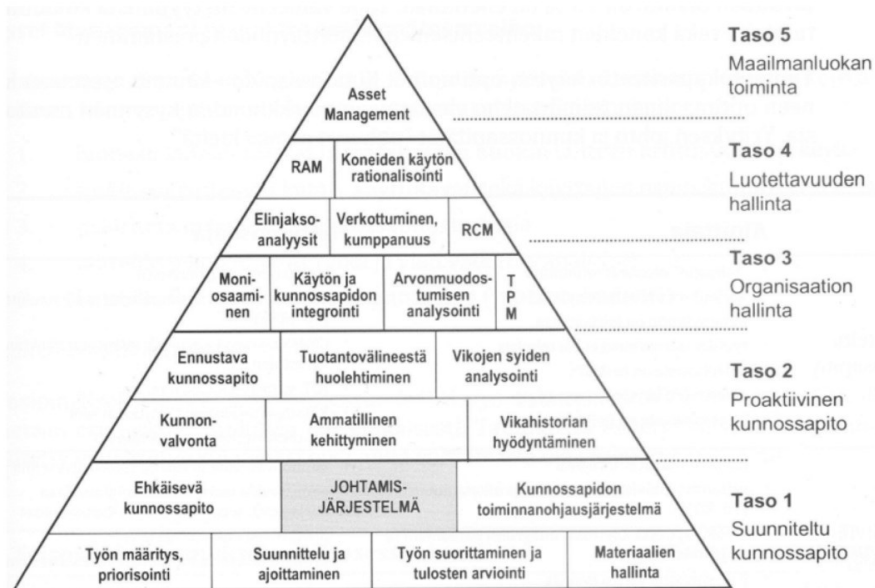 Asset
Management
Taso 5
Maailmanluokan
toiminta
RAM
Koneiden käytön
rationalisointi
Taso 4
Luotettavuuden
hallinta
Elinjakso-
analyysit
Verkottuminen,
kumppanuus
RCM
Moni-
osaami-
nen
Käytön ja
kunnossapidon
integrointi
Arvonmuodos-
tumisen
analysointi
T
P
M
Taso 3
Organisaation
hallinta
Ennustava
kunnossapito
Tuotantovälineestä
huolehtiminen
Vikojen syiden
analysointi
Taso 2
Proaktiivinen
kunnossapito
Kunnon-
valvonta
Ammatillinen
kehittyminen
Vikahistorian
hyödyntäminen
Ehkäisevä
kunnossapito
JOHTAMIS-
JÄRJESTELMÄ
Kunnossapidon
toiminnanohjausjärjestelmä
Taso 1
Suunniteltu
kunnossapito
Työn määritys,
priorisointi
Suunnittelu ja
ajoittaminen
Työn suorittaminen ja
tulosten arviointi
Materiaalien
hallinta